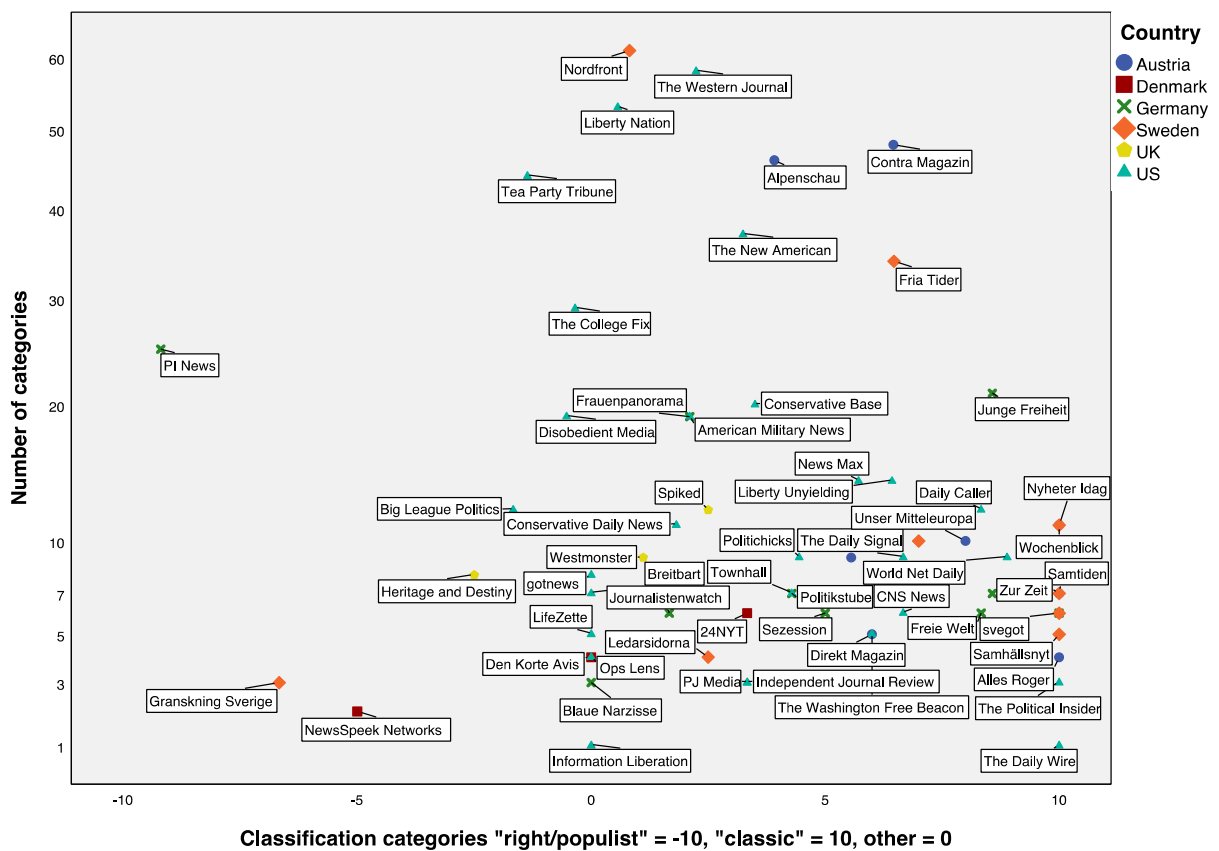 Country
Austria
Denmark
Germany
Sweden
UK
US
Number of categories
60
50
40
30
20
10
7
5
3
1
Nordfront
The Western Journal
Liberty Nation
Contra Magazin
Alpenschau
Tea Party Tribune
The New American
Fria Tider
The College Fix
PI News
Frauenpanorama
Conservative Base
Junge Freiheit
Disobedient Media
American Military News
News Max
Liberty Unyielding
Daily Caller
Nyheter Idag
Spiked
Big League Politics
Conservative Daily News
Unser Mitteleuropa
Politichicks
The Daily Signal
Wochenblick
Westmonster
Breitbart
Townhall
World Net Daily
Samtiden
Heritage and Destiny
gotnews
Journalistenwatch
Politikstube
CNS News
Zur Zeit
LifeZette
Ledarsidorna
24NYT
Sezession
Freie Welt
svegot
Den Korte Avis
Ops Lens
Direkt Magazin
Samhällsnyt
PJ Media
Independent Journal Review
Alles Roger
Granskning Sverige
Blaue Narzisse
The Washington Free Beacon
The Political Insider
NewsSpeek Networks
Information Liberation
The Daily Wire
-10
-5
0
5
10
Classification categories "right/populist" = -10, "classic" = 10, other = 0